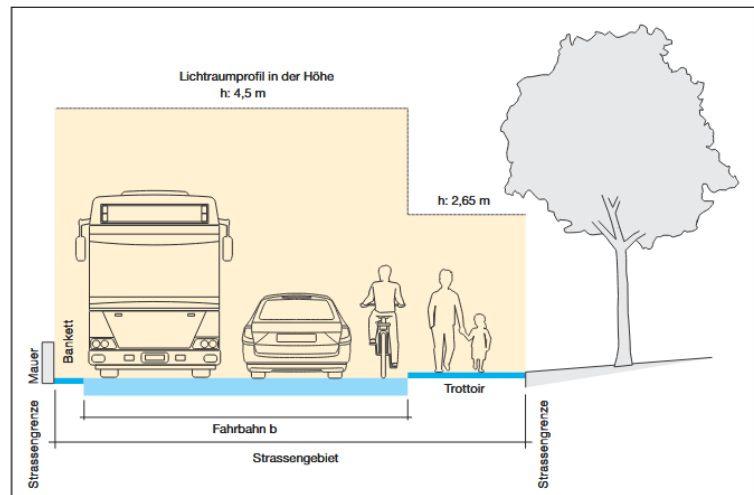 Lichtraumprofil in der Höhe
h: 4,5 m
h: 2,65 m
Mauer
Bankett
Trottoir
Fahrbahn b
Strassengebiet
Strassengrenze
Strassengrenze